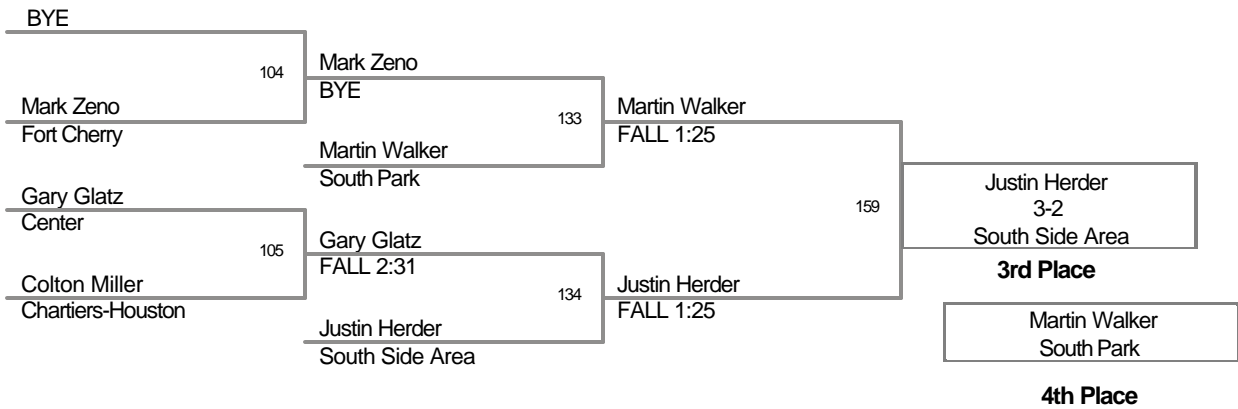 BYE
104
Mark Zeno
Fort Cherry
Mark Zeno
BYE
133
Martin Walker
South Park
Martin Walker
FALL 1:25
Gary Glatz
Center
105
Colton Miller
Chartiers-Houston
Gary Glatz
FALL 2:31
134
Justin Herder
South Side Area
Justin Herder
FALL 1:25
159
Justin Herder
3-2
South Side Area
3rd Place
Martin Walker
South Park
4th Place